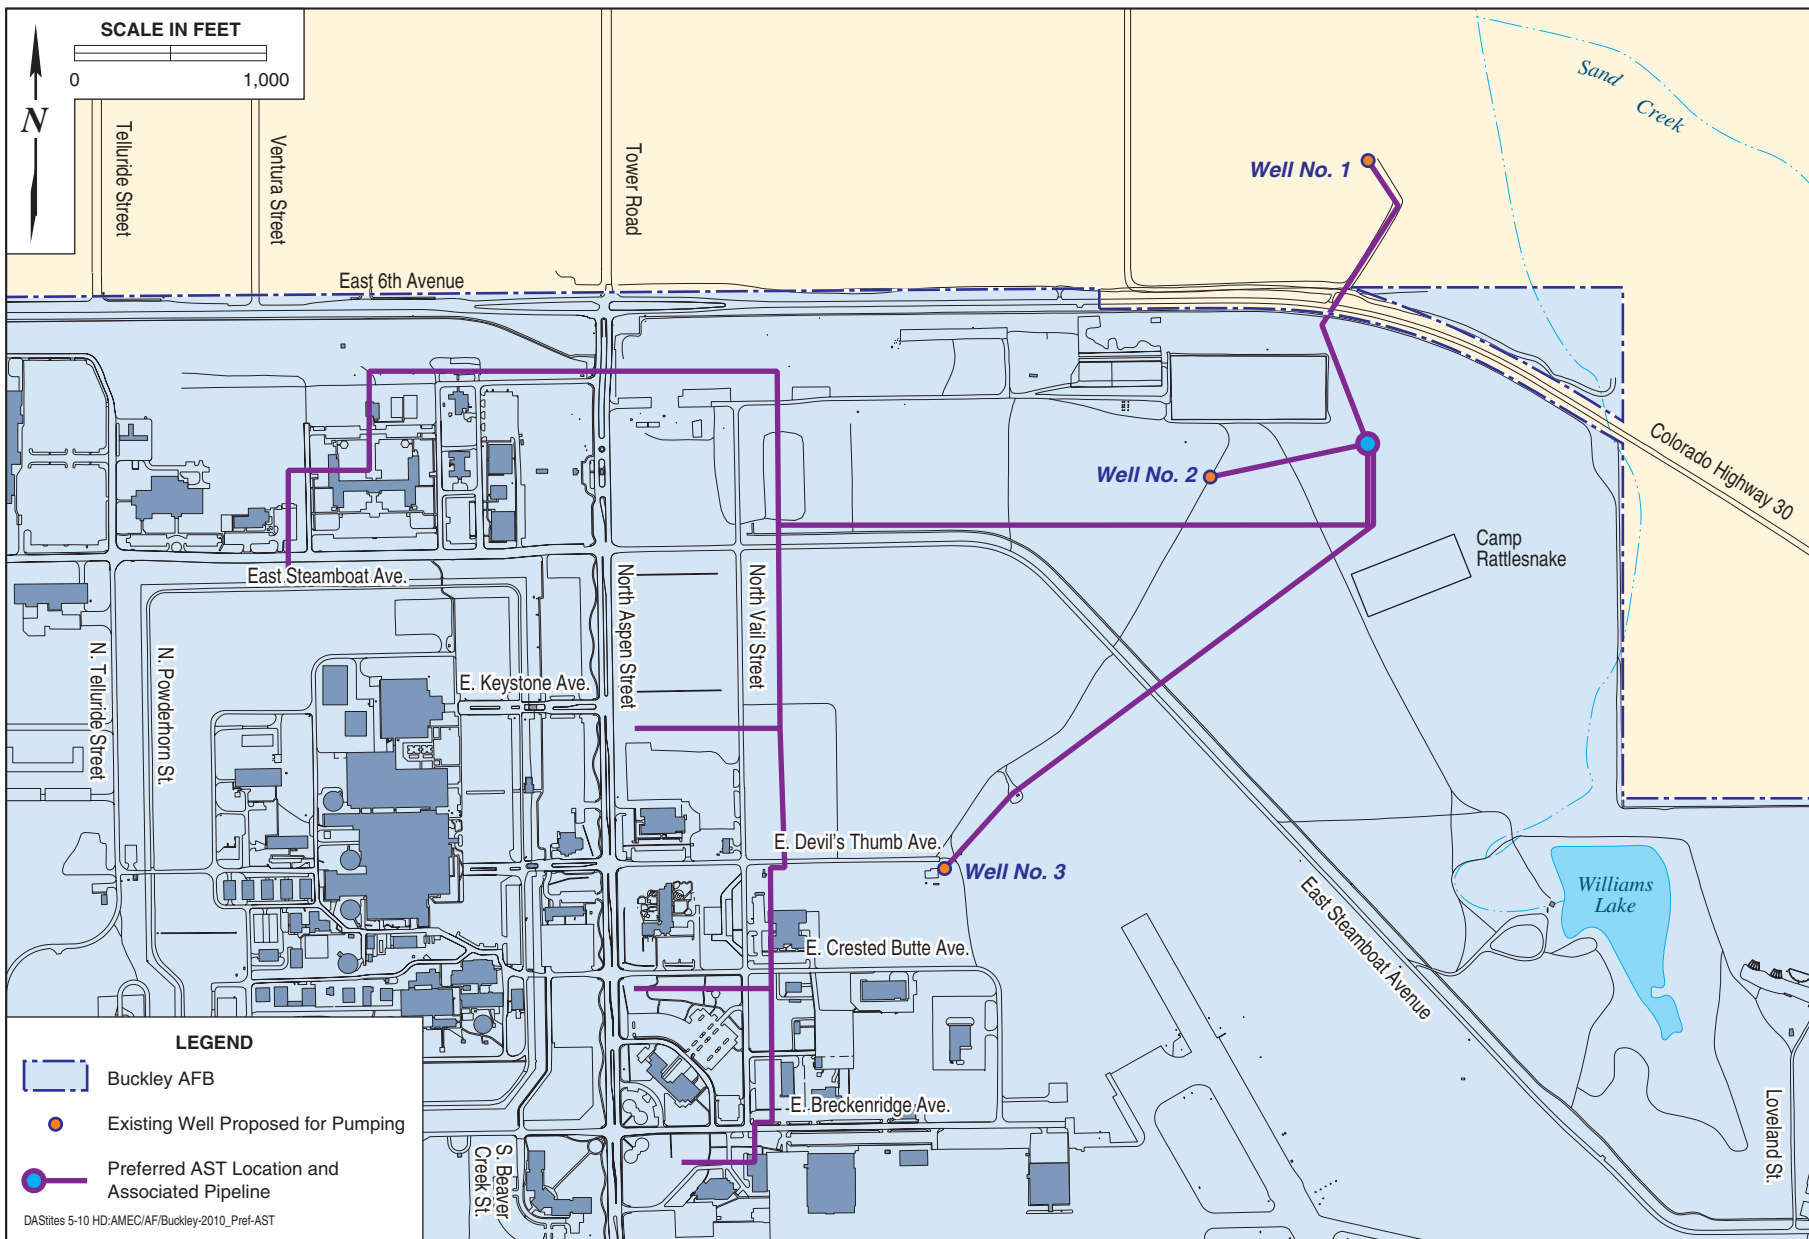 SCALE IN FEET
0 1,000
N
Telluride Street
Ventura Street
Tower Road
Sand
Creek
Well No. 1
East 6th Avenue
Colorado Highway 30
Well No. 2
Camp
Rattlesnake
East Steamboat Ave.
North Aspen Street
North Vail Street
N. Telluride Street
N. Powderhorn St.
E. Keystone Ave.
E. Devil's Thumb Ave.
Well No. 3
Williams
Lake
East Steamboat Avenue
E. Crested Butte Ave.
E. Breckenridge Ave.
S. Beaver
Creek St.
Loveland St.
LEGEND
Buckley AFB
Existing Well Proposed for Pumping
Preferred AST Location and
Associated Pipeline
DAStites 5-10 HD:AMEC/AF/Buckley-2010_Pref-AST